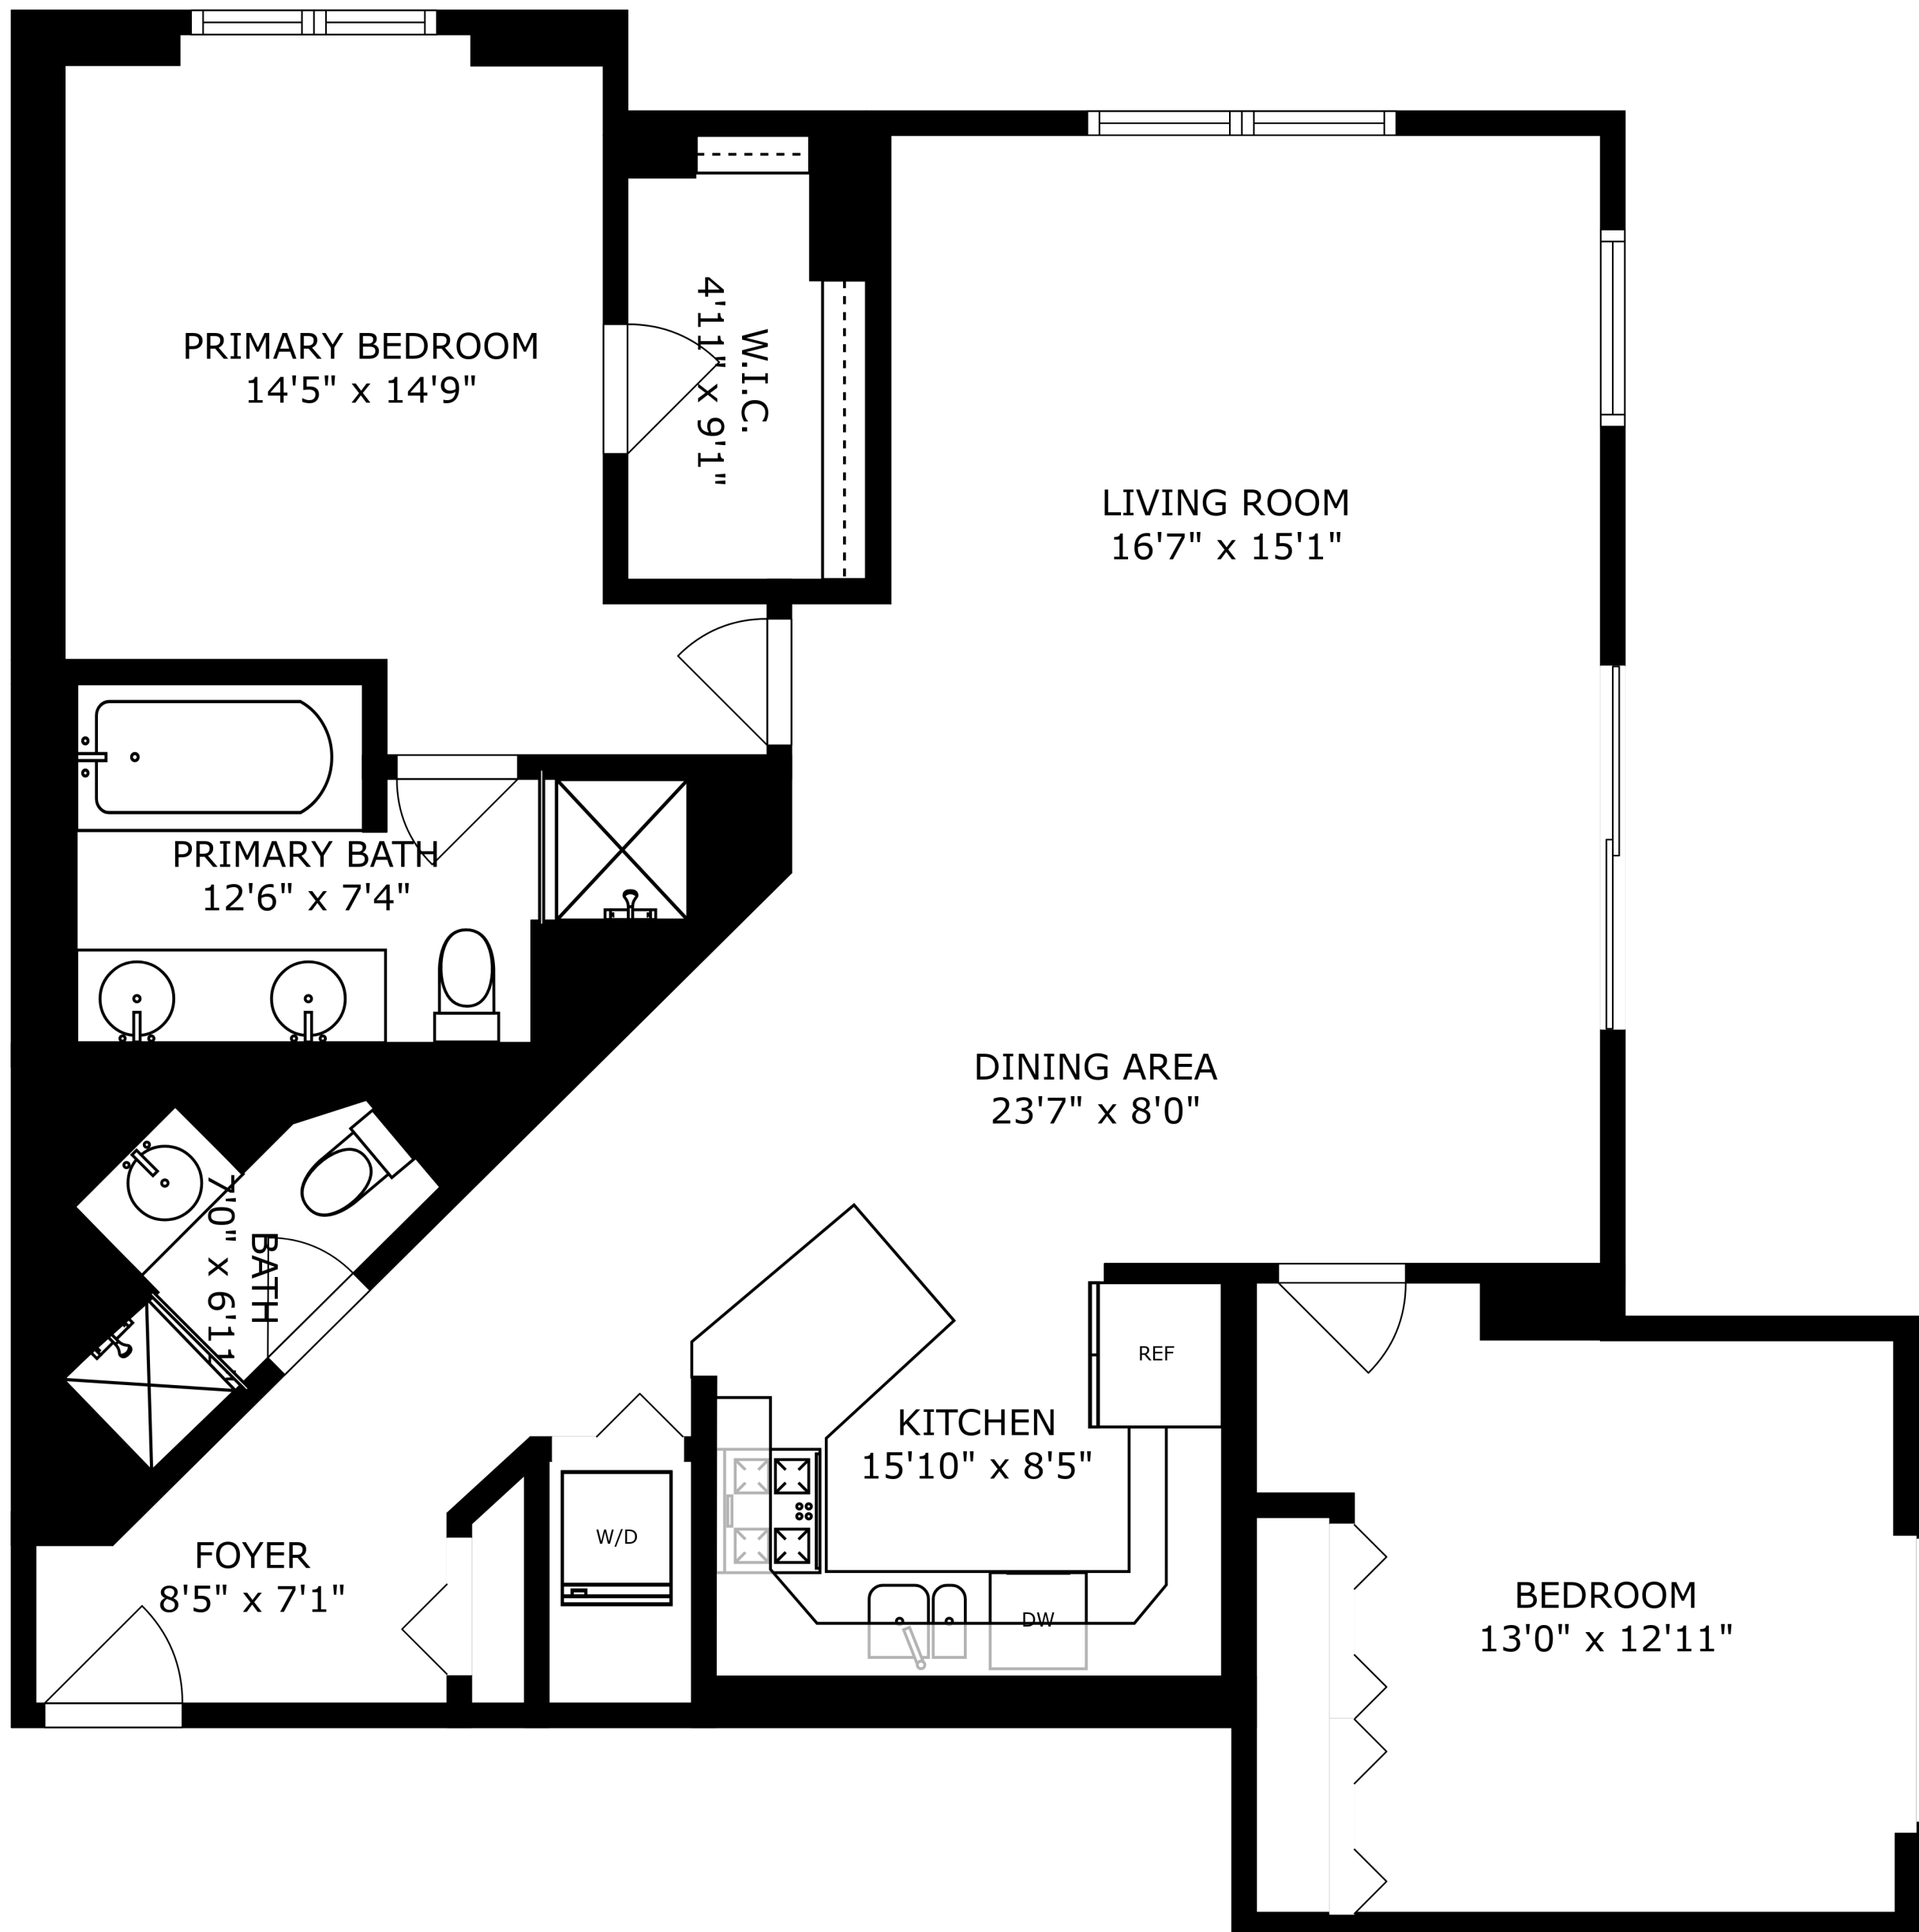 PRIMARY BEDROOM
14'5" x 14'9"
W.I.C.
4'11" x 9'1"
LIVING ROOM
16'7" x 15'1"
PRIMARY BATH
12'6" x 7'4"
DINING AREA
23'7" x 8'0"
BATH
7'0" x 6'11
REF
KITCHEN
15'10" x 8'5"
W/D
FOYER
8'5" x 7'1"
DW
BEDROOM
13'0" x 12'11"